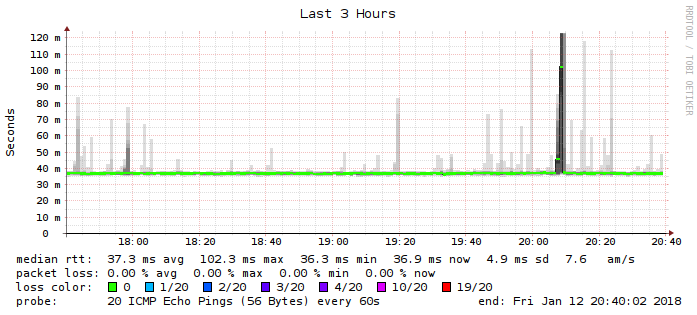 Last 3 Hours
RRDTOOL / TOBI OETIKER
Seconds
120 m
110 m
100 m
90 m
80 m
70 m
60 m
50 m
40 m
30 m
20 m
10 m
0
18:00 18:20 18:40 19:00 19:20 19:40 20:00 20:20 20:40
median rtt: 37.3 ms avg 102.3 ms max 36.3 ms min 36.9 ms now 4.9 ms sd 7.6 am/s
packet loss: 0.00 % avg 0.00 % max 0.00 % min 0.00 % now
loss color: 0 1/20 2/20 3/20 4/20 10/20 19/20
probe: 20 ICMP Echo Pings (56 Bytes) every 60s end: Fri Jan 12 20:40:02 2018